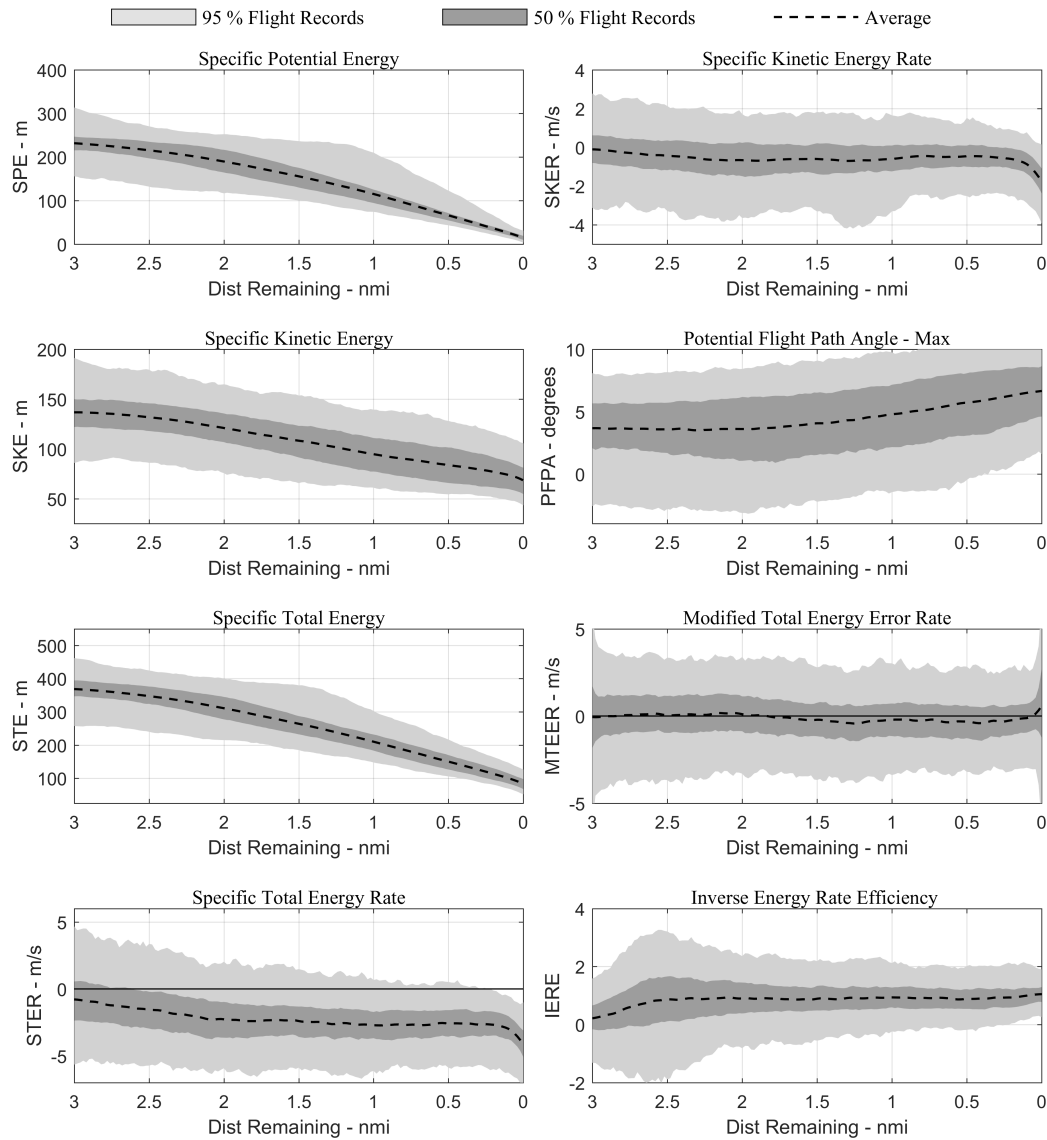 95 % Flight Records 50 % Flight Records Average
Specific Potential Energy
SPE - m
400
300
200
100
0
3 2.5 2 1.5 1 0.5 0
Dist Remaining - nmi
Specific Kinetic Energy Rate
SKER - m/s
4
2
0
-2
-4
3 2.5 2 1.5 1 0.5 0
Dist Remaining - nmi
Specific Kinetic Energy
SKE - m
200
150
100
50
3 2.5 2 1.5 1 0.5 0
Dist Remaining - nmi
Potential Flight Path Angle - Max
PFPA - degrees
10
5
0
3 2.5 2 1.5 1 0.5 0
Dist Remaining - nmi
Specific Total Energy
STE - m
500
400
300
200
100
3 2.5 2 1.5 1 0.5 0
Dist Remaining - nmi
Modified Total Energy Error Rate
MTEER - m/s
5
0
-5
3 2.5 2 1.5 1 0.5 0
Dist Remaining - nmi
Specific Total Energy Rate
STER - m/s
5
0
-5
3 2.5 2 1.5 1 0.5 0
Dist Remaining - nmi
Inverse Energy Rate Efficiency
IERE
4
2
0
-2
3 2.5 2 1.5 1 0.5 0
Dist Remaining - nmi